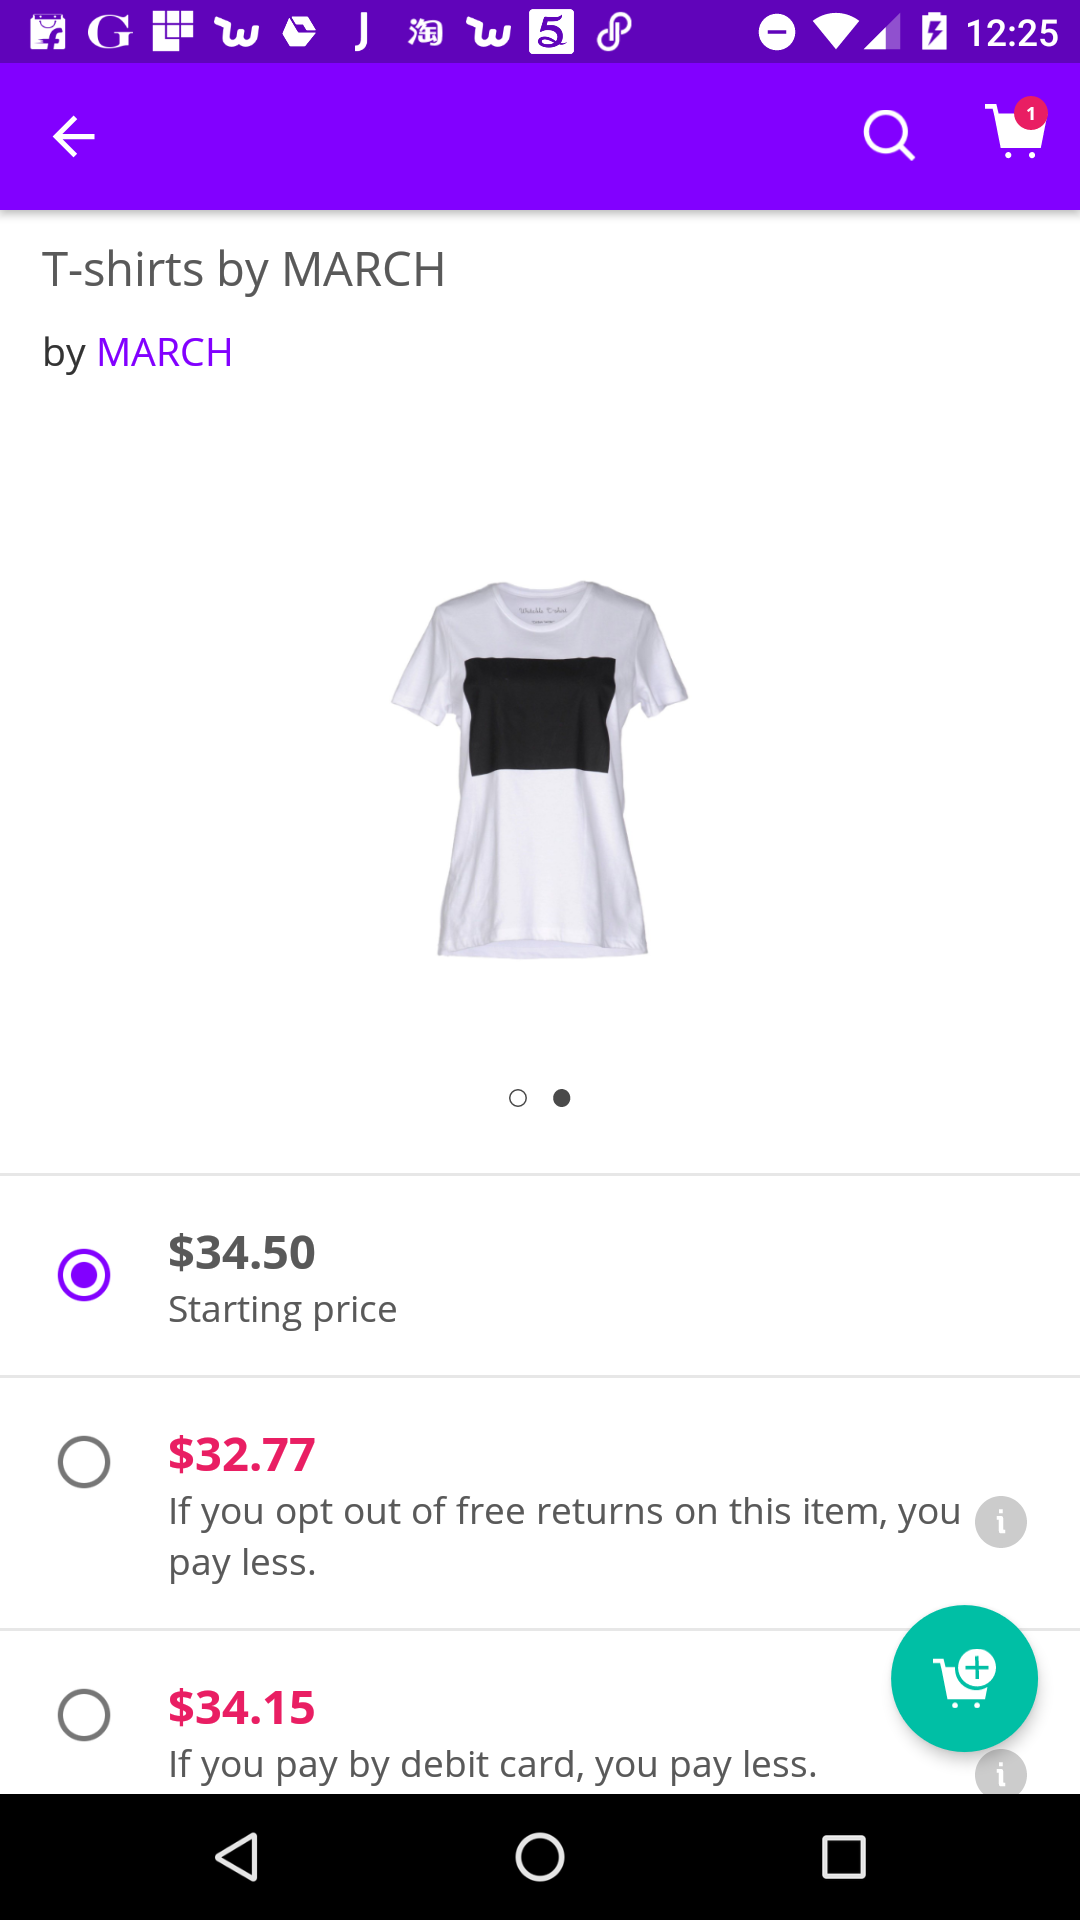 G J 淘 5 12:25
1
T-shirts by MARCH
by MARCH
$34.50
Starting price
$32.77
If you opt out of free returns on this item, you
pay less.
$34.15
If you pay by debit card, you pay less.